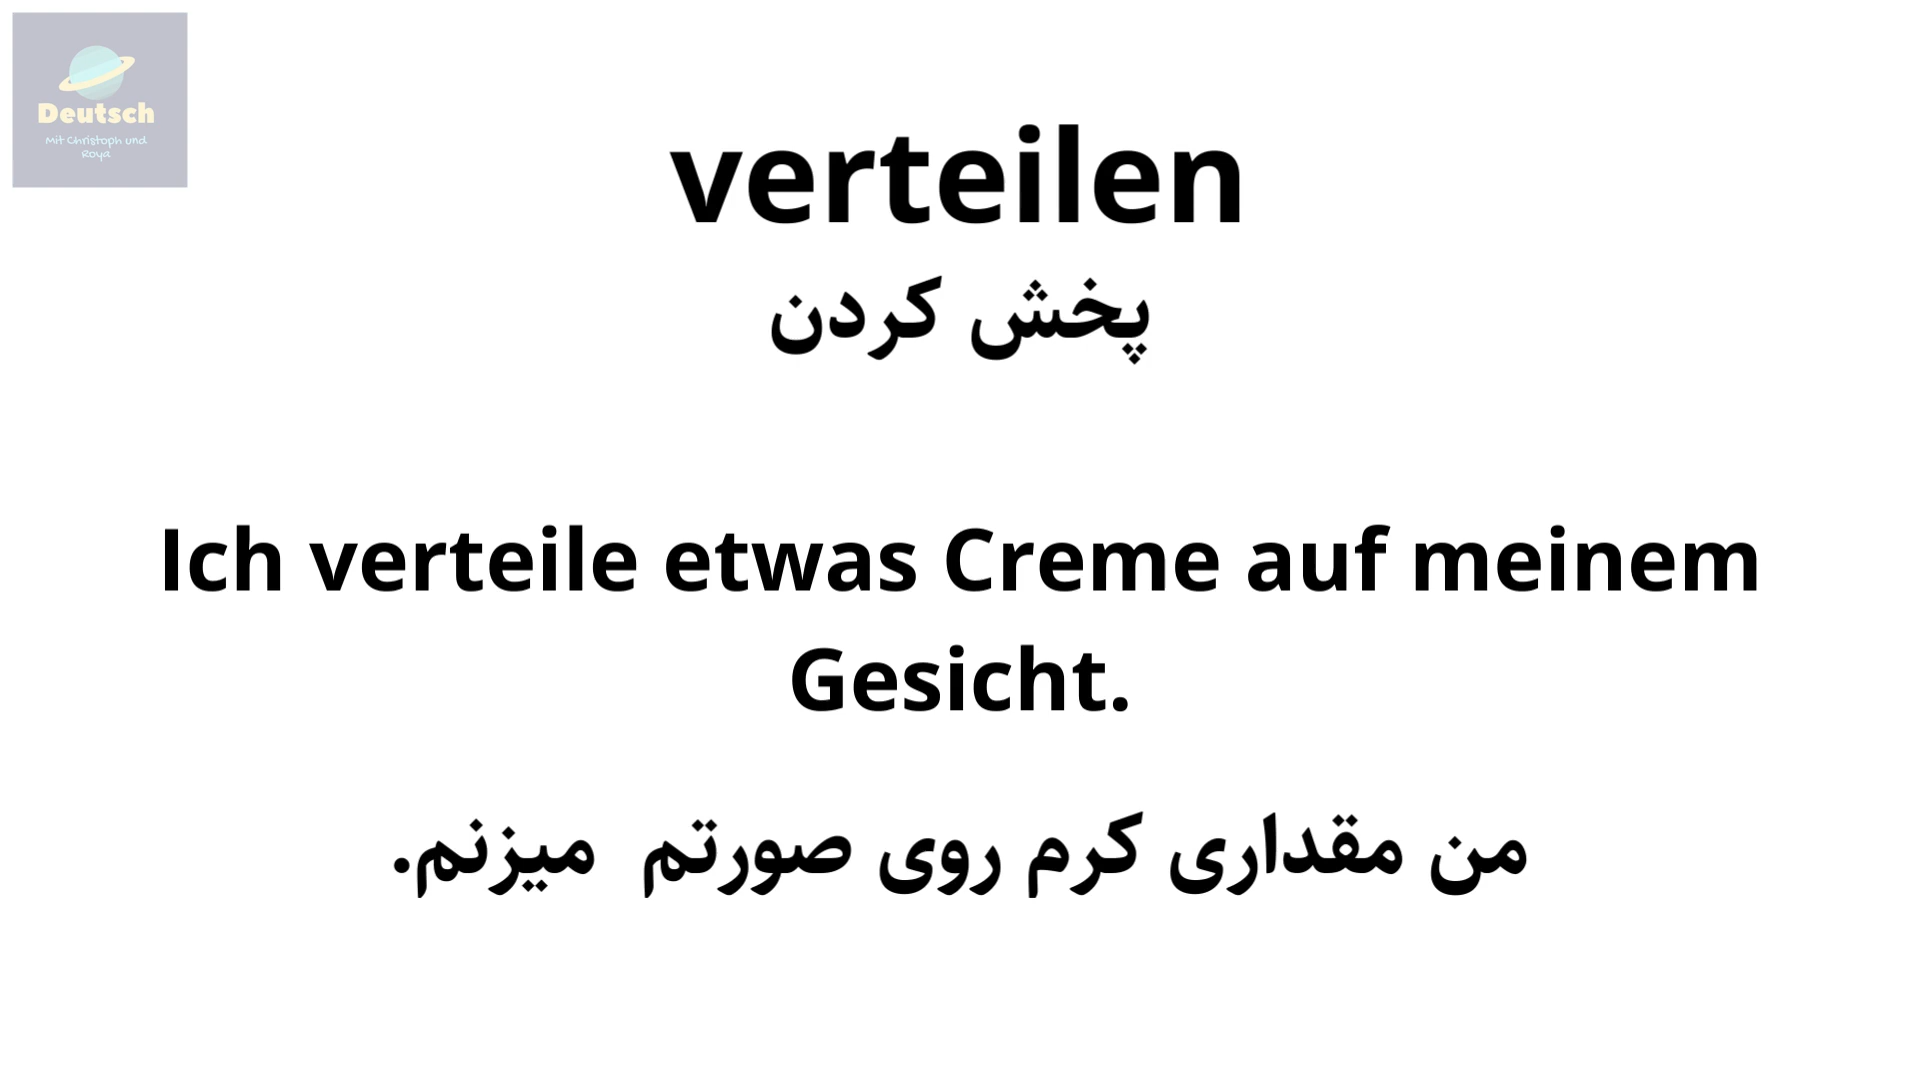 Deutsch
Mit Christoph und
Roya
verteilen
پخش کردن
Ich verteile etwas Creme auf meinem
Gesicht.
من مقداری کرم روی صورتم  میزنم.